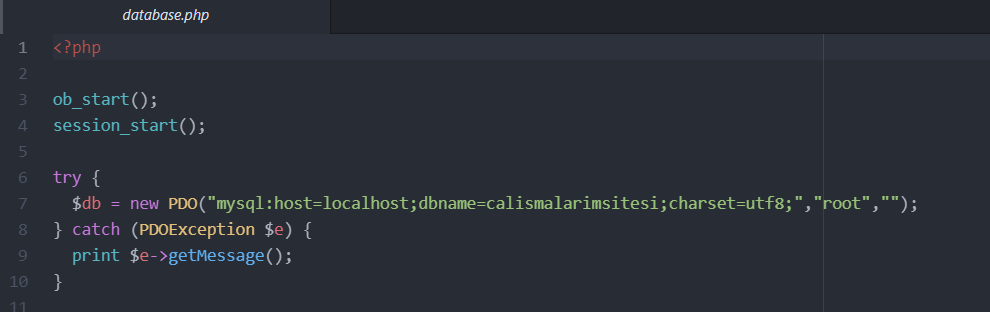 database.php
1 <?php
2
3 ob_start();
4 session_start();
5
6 try {
7 $db = new PDO("mysql:host=localhost;dbname=calismalarimsitesi;charset=utf8;","root","");
8 } catch (PDOException $e) {
9 print $e->getMessage();
10 }
11